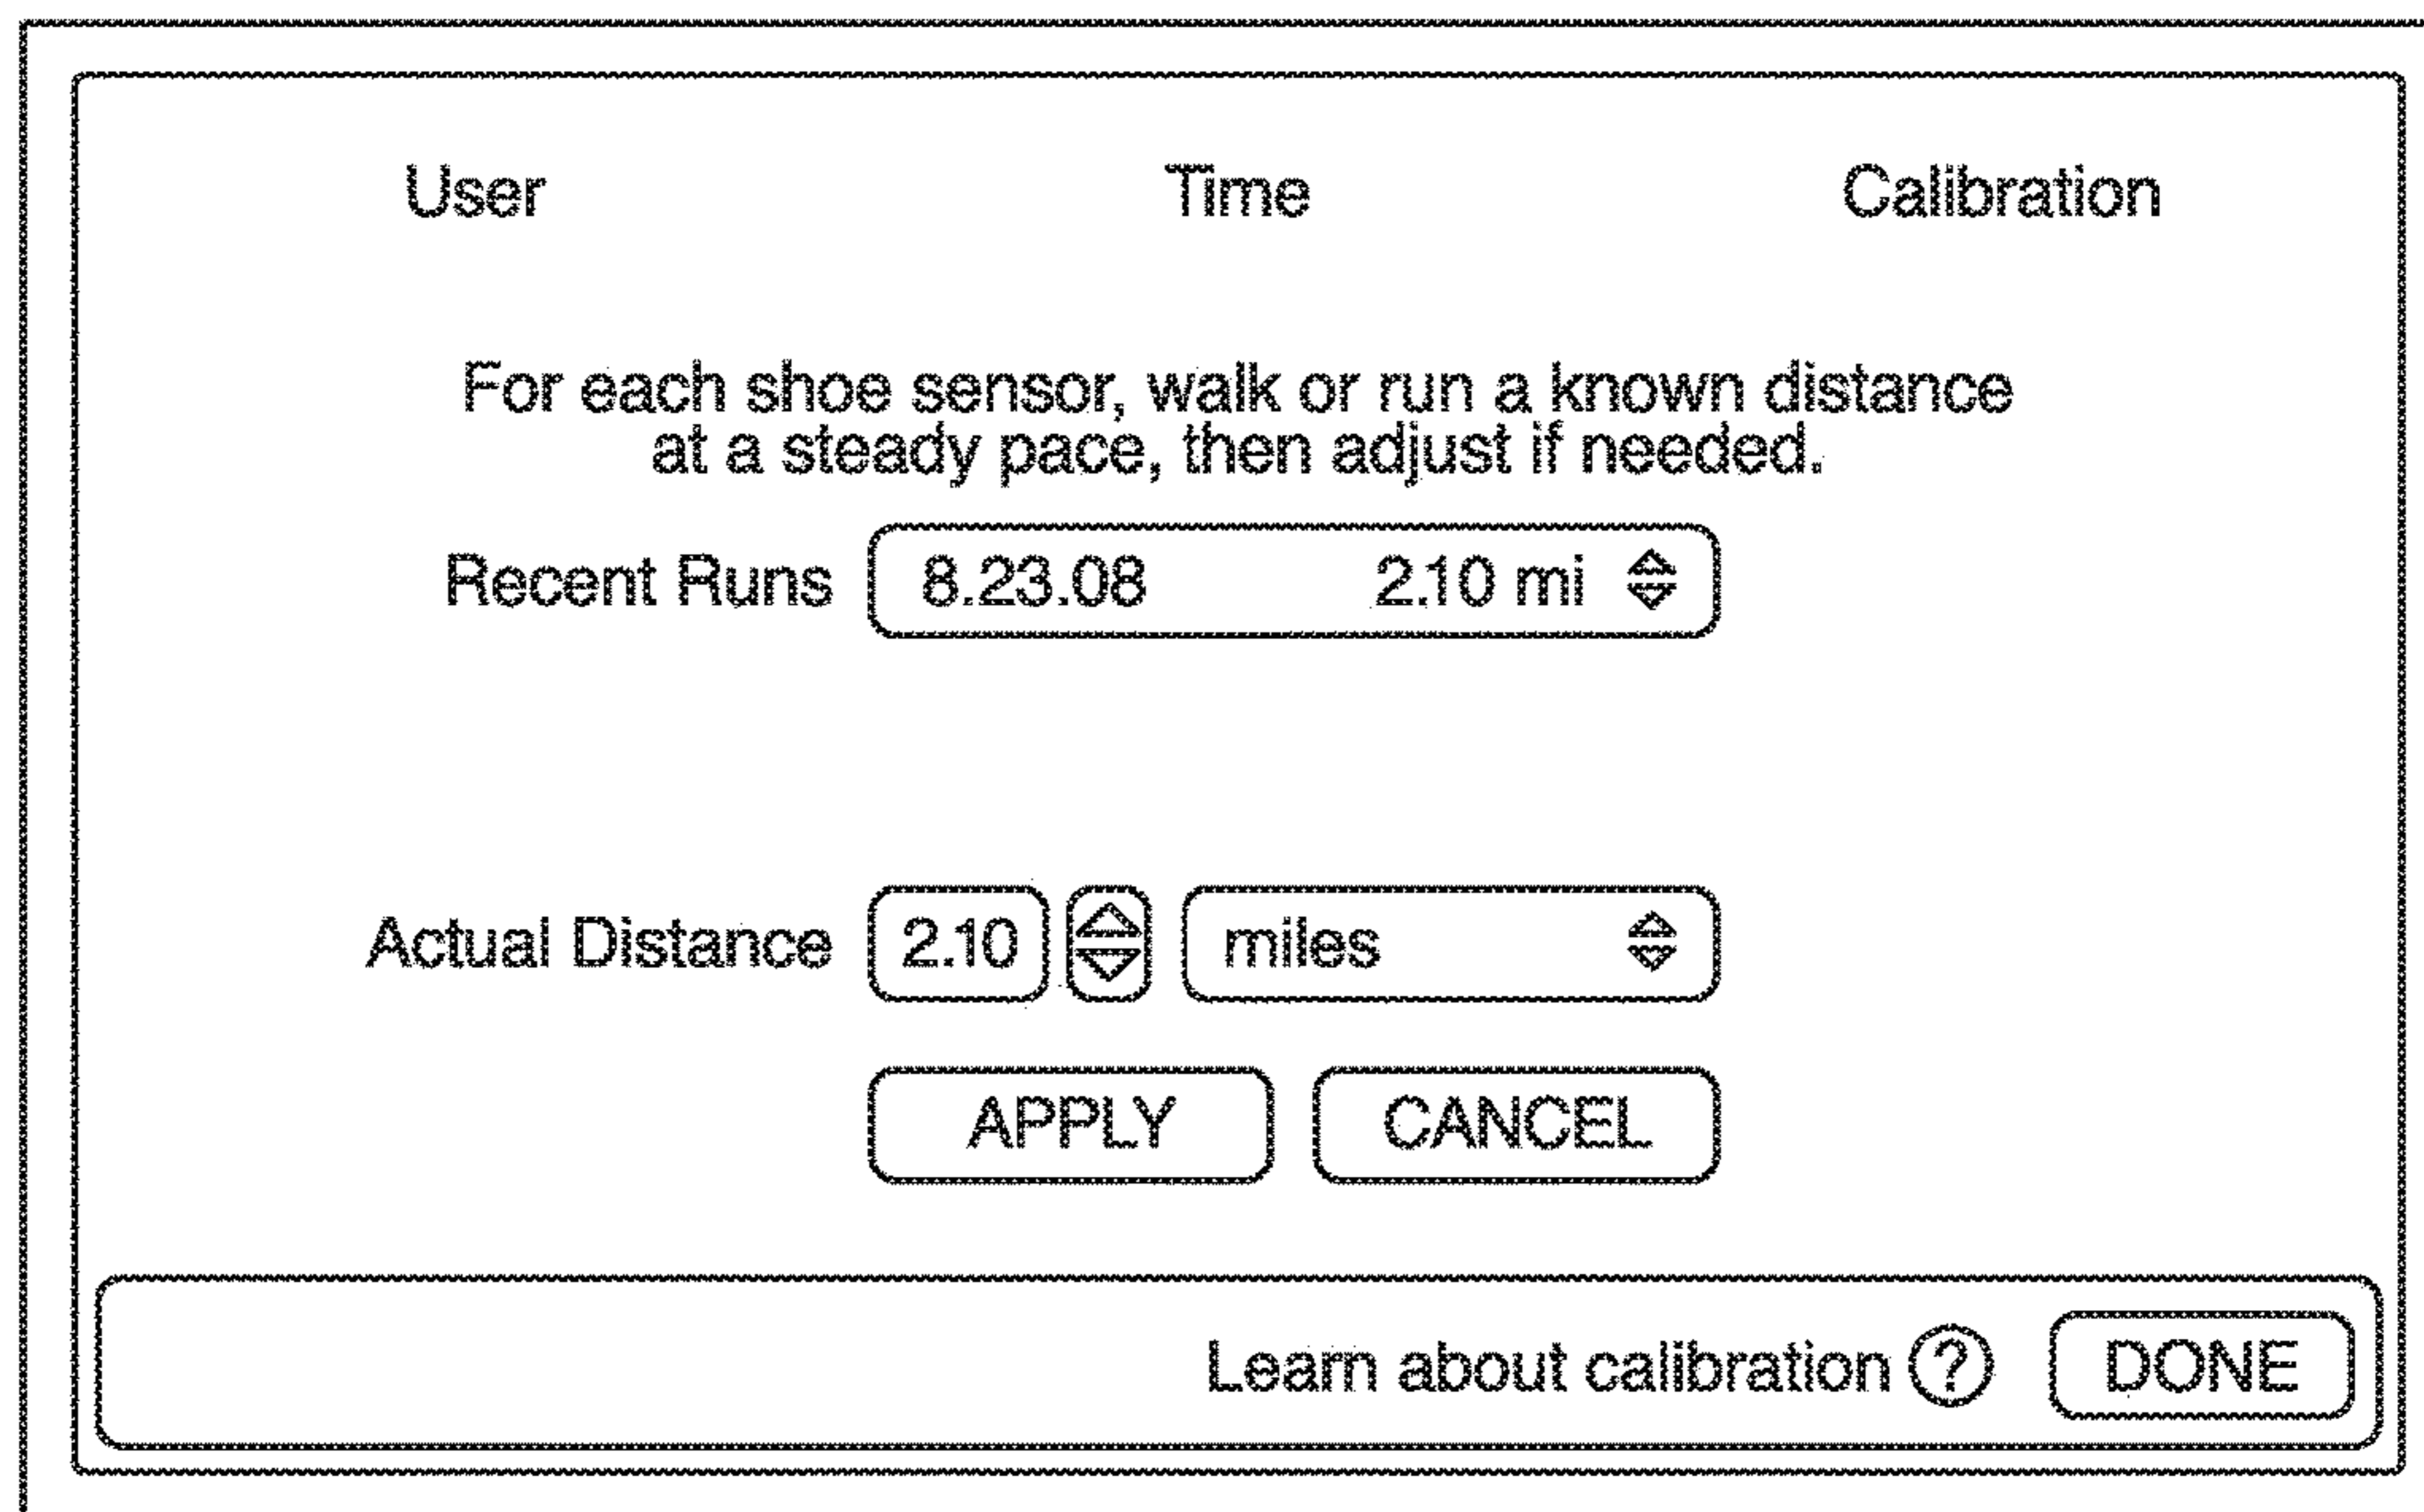 User Time Calibration
For each shoe sensor, walk or run a known distance
at a steady pace, then adjust if needed.
Recent Runs 8.23.08 2.10 mi
Actual Distance 2.10 miles
APPLY CANCEL
Learn about calibration ? DONE